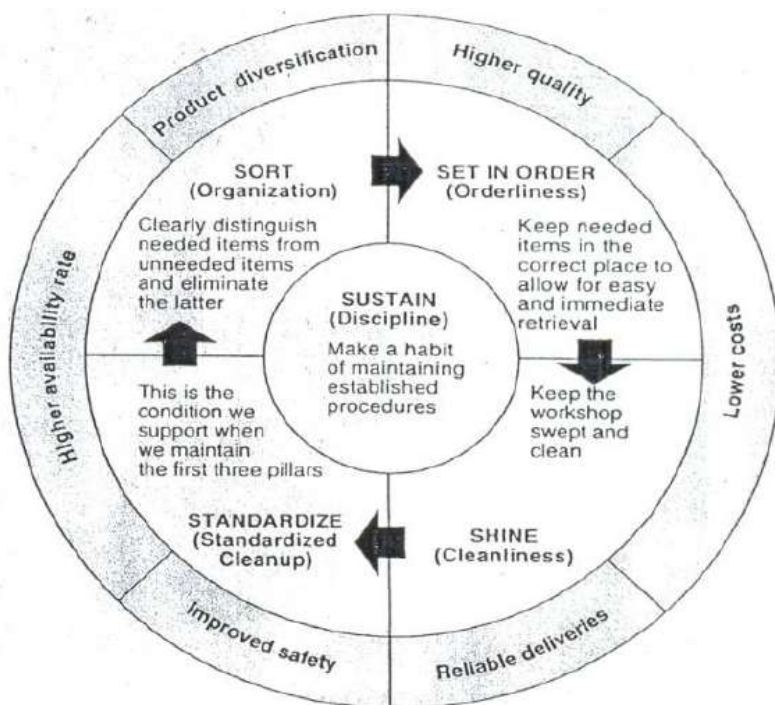 Product diversification
Higher quality
Lower costs
Reliable deliveries
Improved safety
Higher availability rate
SORT
(Organization)
Clearly distinguish
needed items from
unneeded items
and eliminate
the latter
SET IN ORDER
(Orderliness)
Keep needed
items in the
correct place to
allow for easy
and immediate
retrieval
SUSTAIN
(Discipline)
Make a habit
of maintaining
established
procedures
This is the
condition we
support when
we maintain
the first three pillars
STANDARDIZE
(Standardized
Cleanup)
Keep the
workshop
swept and
clean
SHINE
(Cleanliness)